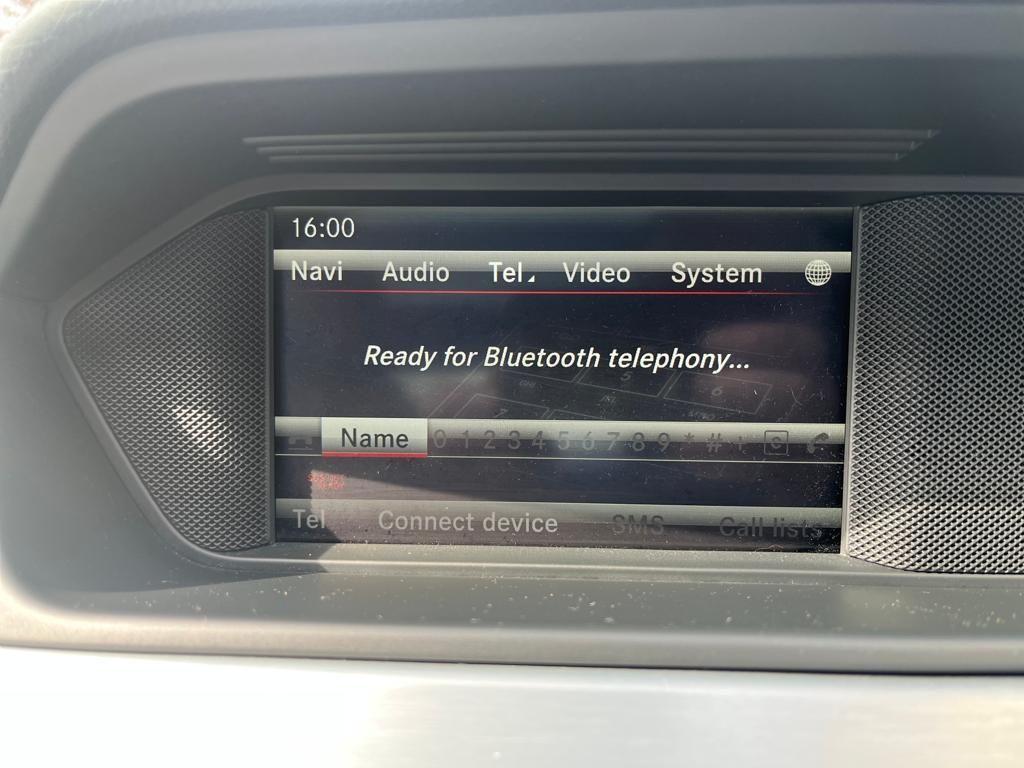 16:00
Navi Audio Tel Video System
Ready for Bluetooth telephony...
Name 0 1 2 3 4 5 6 7 8 9 * # + C
Tel Connect device SMS Call lists